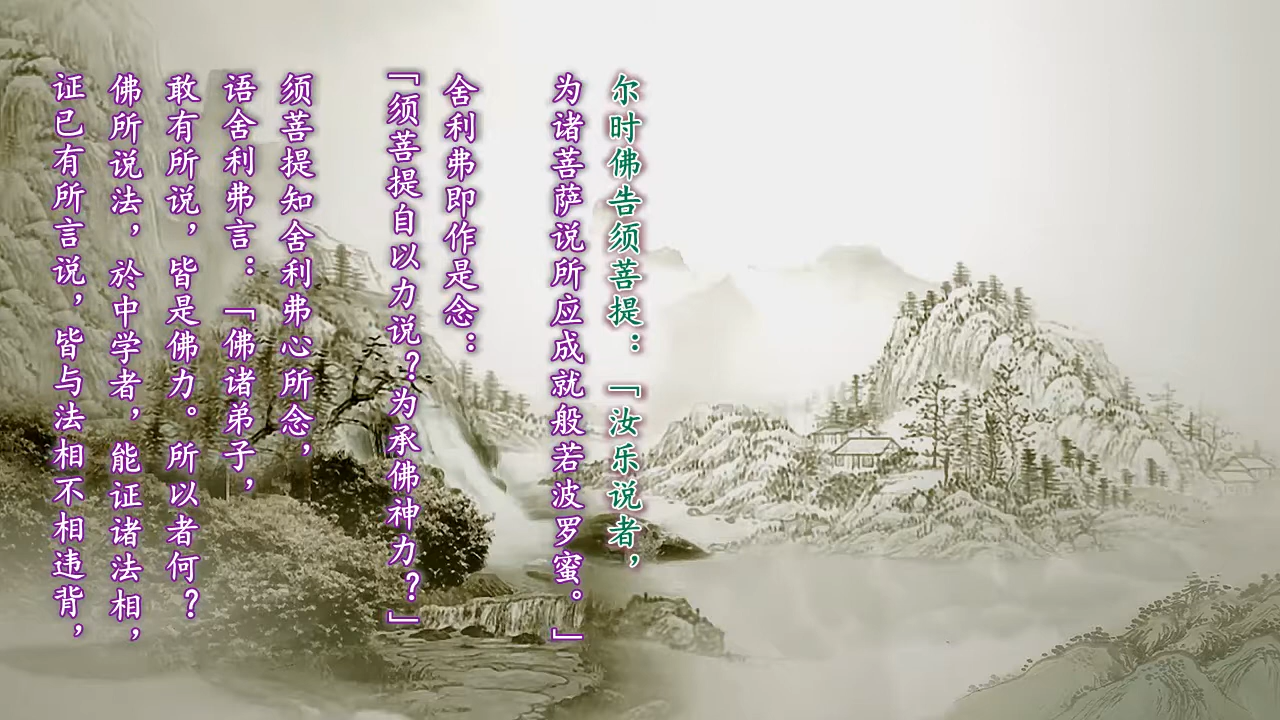 尔时佛告须菩提：「汝乐说者，
为诸菩萨说所应成就般若波罗蜜。」
舍利弗即作是念：
「须菩提自以力说？为承佛神力？」
须菩提知舍利弗心所念，
语舍利弗言：「佛诸弟子，
敢有所说，皆是佛力。所以者何？
佛所说法，於中学者，能证诸法相，
证已有所言说，皆与法相不相违背，